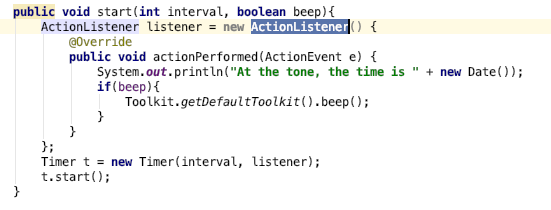 public void start(int interval, boolean beep){
ActionListener listener = new ActionListener() {
@Override
public void actionPerformed(ActionEvent e) {
System.out.println("At the tone, the time is " + new Date());
if(beep){
Toolkit.getDefaultToolkit().beep();
}
}
};
Timer t = new Timer(interval, listener);
t.start();
}